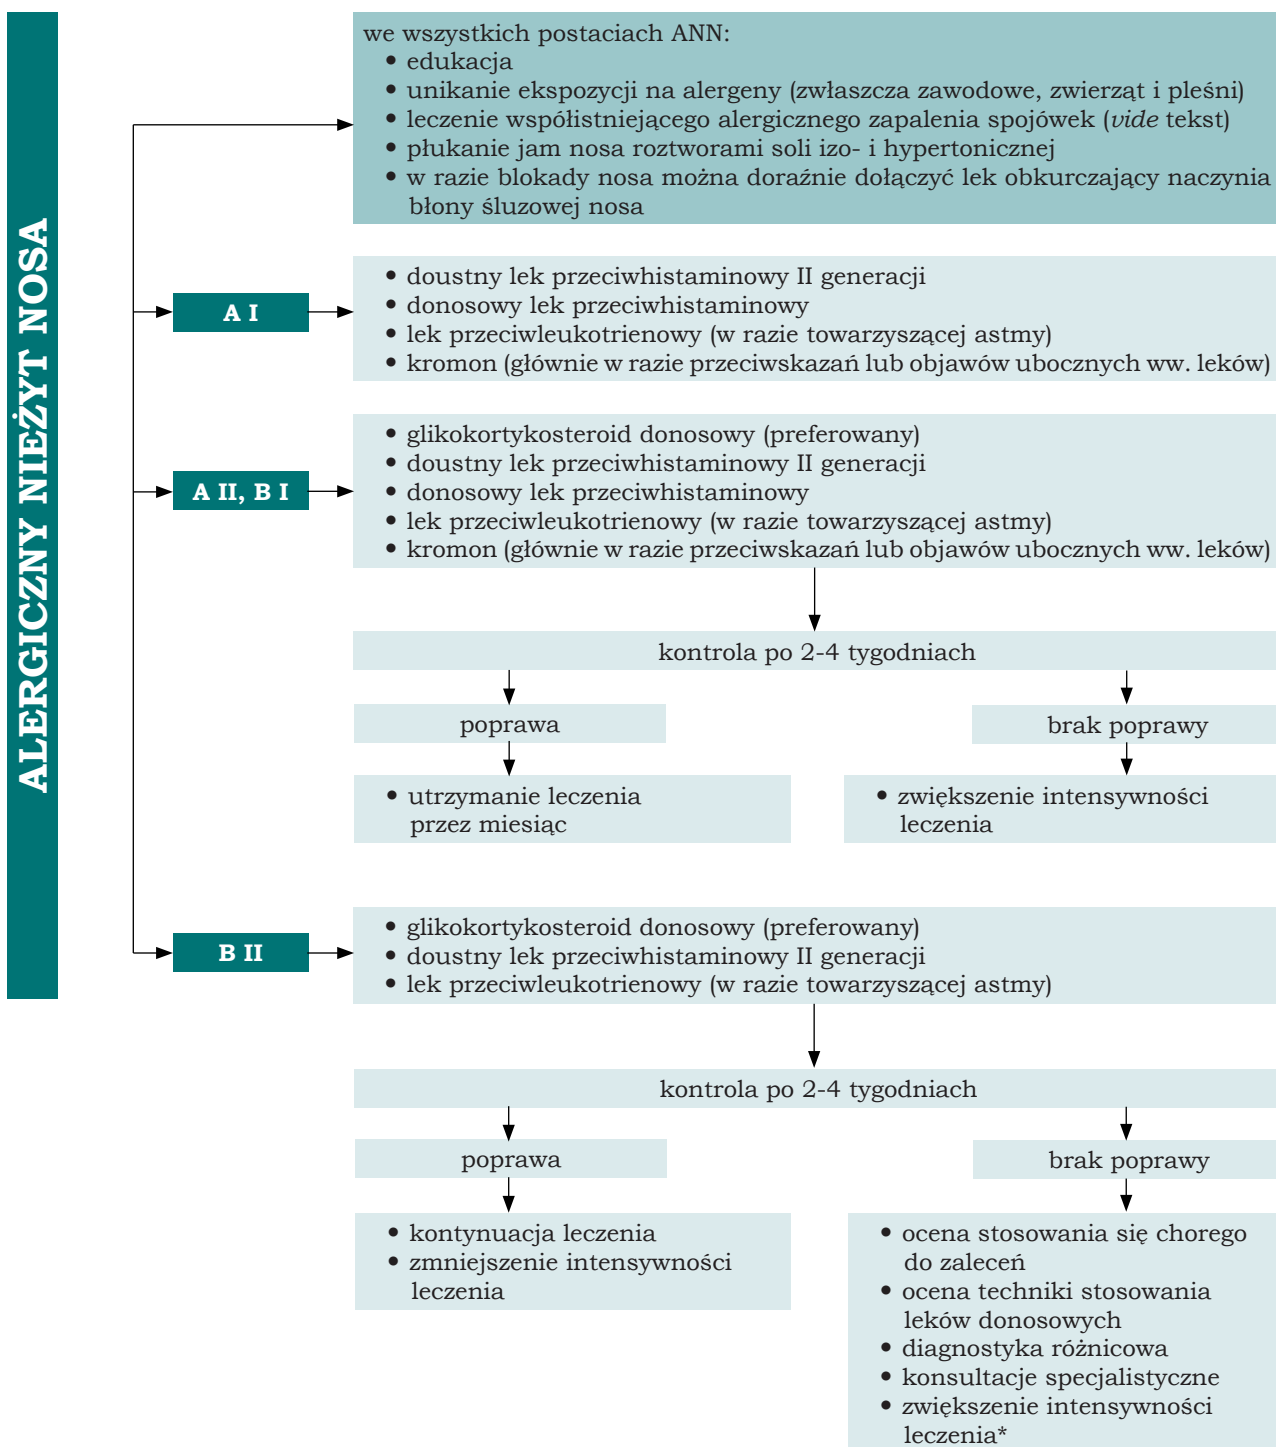 ALERGICZNY NIEŻYT NOSA
we wszystkich postaciach ANN:
• edukacja
• unikanie ekspozycji na alergeny (zwłaszcza zawodowe, zwierząt i pleśni)
• leczenie współistniejącego alergicznego zapalenia spojówek (vide tekst)
• płukanie jam nosa roztworami soli izo- i hypertonicznej
• w razie blokady nosa można doraźnie dołączyć lek obkurczający naczynia
błony śluzowej nosa
A I
• doustny lek przeciwhistaminowy II generacji
• donosowy lek przeciwhistaminowy
• lek przeciwleukotrienowy (w razie towarzyszącej astmy)
• kromon (głównie w razie przeciwskazań lub objawów ubocznych ww. leków)
A II, B I
• glikokortykosteroid donosowy (preferowany)
• doustny lek przeciwhistaminowy II generacji
• donosowy lek przeciwhistaminowy
• lek przeciwleukotrienowy (w razie towarzyszącej astmy)
• kromon (głównie w razie przeciwskazań lub objawów ubocznych ww. leków)
kontrola po 2-4 tygodniach
poprawa
brak poprawy
• utrzymanie leczenia
przez miesiąc
• zwiększenie intensywności
leczenia
B II
• glikokortykosteroid donosowy (preferowany)
• doustny lek przeciwhistaminowy II generacji
• lek przeciwleukotrienowy (w razie towarzyszącej astmy)
kontrola po 2-4 tygodniach
poprawa
brak poprawy
• kontynuacja leczenia
• zmniejszenie intensywności
leczenia
• ocena stosowania się chorego
do zaleceń
• ocena techniki stosowania
leków donosowych
• diagnostyka różnicowa
• konsultacje specjalistyczne
• zwiększenie intensywności
leczenia*